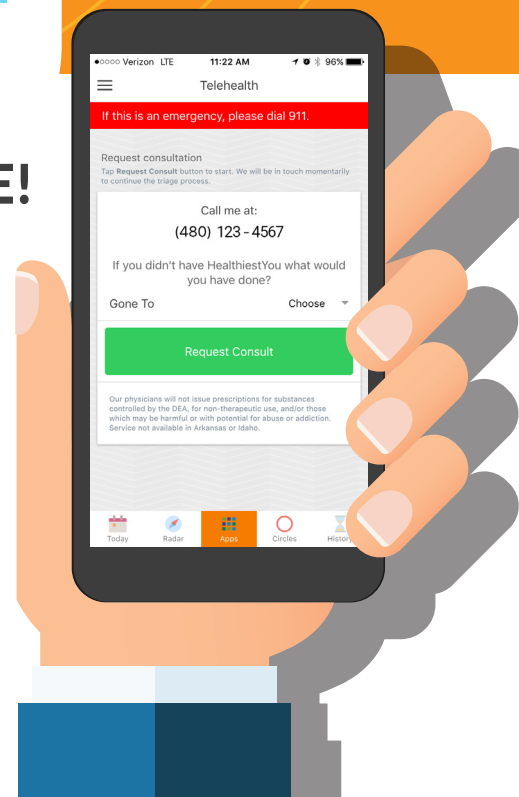 E!
Verizon LTE 11:22 AM 96%
Telehealth
If this is an emergency, please dial 911.
Request consultation
Tap Request Consult button to start. We will be in touch momentarily
to continue the triage process.
Call me at:
(480) 123-4567
If you didn't have HealthiestYou what would
you have done?
Gone To Choose
Request Consult
Our physicians will not issue prescriptions for substances
controlled by the DEA, for non-therapeutic use, and/or those
which may be harmful or with potential for abuse or addiction.
Service not available in Arkansas or Idaho.
Today Radar Apps Circles History